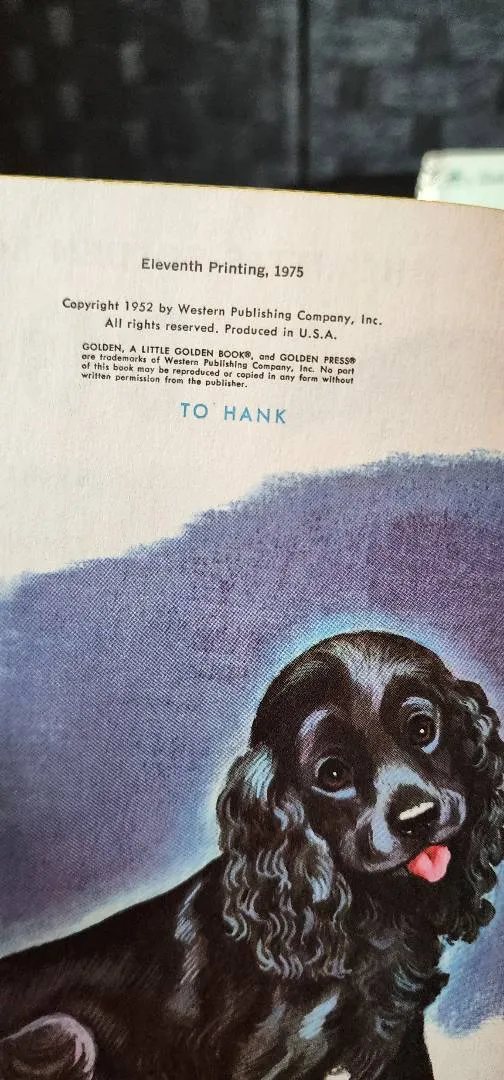 Eleventh Printing, 1975
Copyright 1952 by Western Publishing Company, Inc.
All rights reserved. Produced in U.S.A.
GOLDEN, A LITTLE GOLDEN BOOK®, and GOLDEN PRESS®
are trademarks of Western Publishing Company, Inc. No part
of this book may be reproduced or copied in any form without
written permission from the publisher.
TO HANK